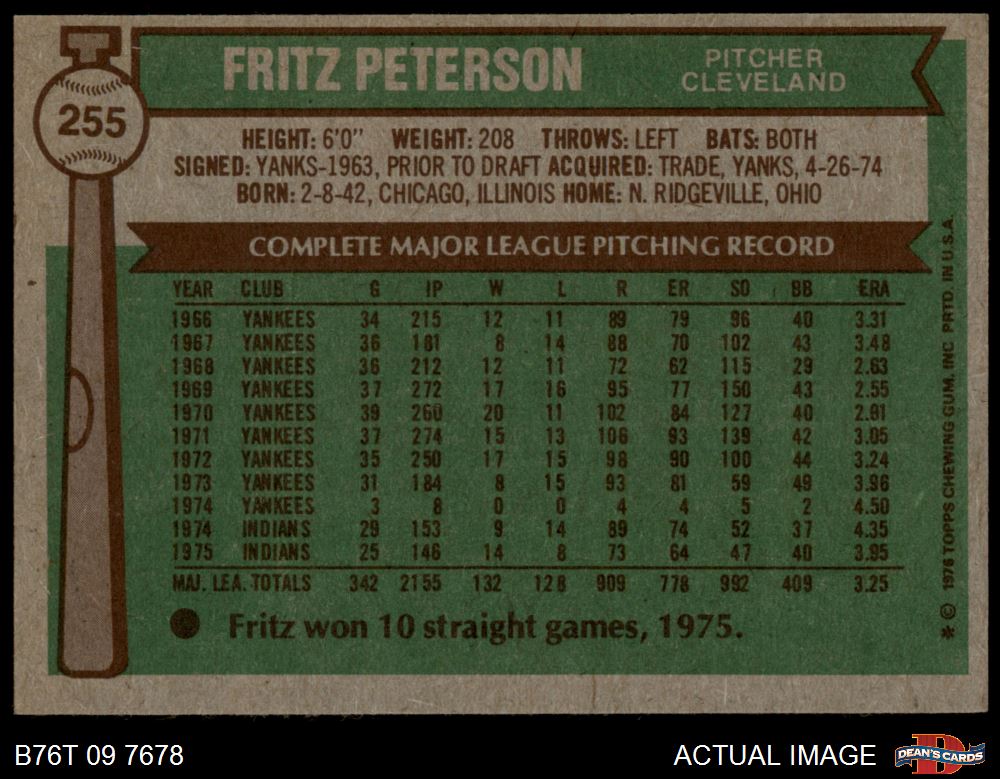 FRITZ PETERSON
PITCHER
CLEVELAND
255
HEIGHT: 6'0" WEIGHT: 208 THROWS: LEFT BATS: BOTH
SIGNED: YANKS-1963, PRIOR TO DRAFT ACQUIRED: TRADE, YANKS, 4-26-74
BORN: 2-8-42, CHICAGO, ILLINOIS HOME: N. RIDGEVILLE, OHIO
COMPLETE MAJOR LEAGUE PITCHING RECORD
YEAR CLUB G IP W L R ER SO BB ERA
1966 YANKEES 34 215 12 11 89 79 96 40 3.31
1967 YANKEES 36 181 8 14 88 70 102 43 3.48
1968 YANKEES 36 212 12 11 72 62 115 29 2.63
1969 YANKEES 37 272 17 16 95 77 150 43 2.55
1970 YANKEES 39 260 20 11 102 84 127 40 2.91
1971 YANKEES 37 274 15 13 106 93 139 42 3.05
1972 YANKEES 35 250 17 15 98 90 100 44 3.24
1973 YANKEES 31 184 8 15 93 81 59 49 3.96
1974 YANKEES 3 8 0 0 4 4 5 2 4.50
1974 INDIANS 29 153 9 14 89 74 52 37 4.35
1975 INDIANS 25 146 14 8 73 64 47 40 3.95
MAJ. LEA. TOTALS 342 2155 132 128 909 778 992 409 3.25
Fritz won 10 straight games, 1975.
* © 1976 TOPPS CHEWING GUM, INC PRTD. IN U.S.A.
B76T 09 7678
ACTUAL IMAGE
DEAN'S CARDS